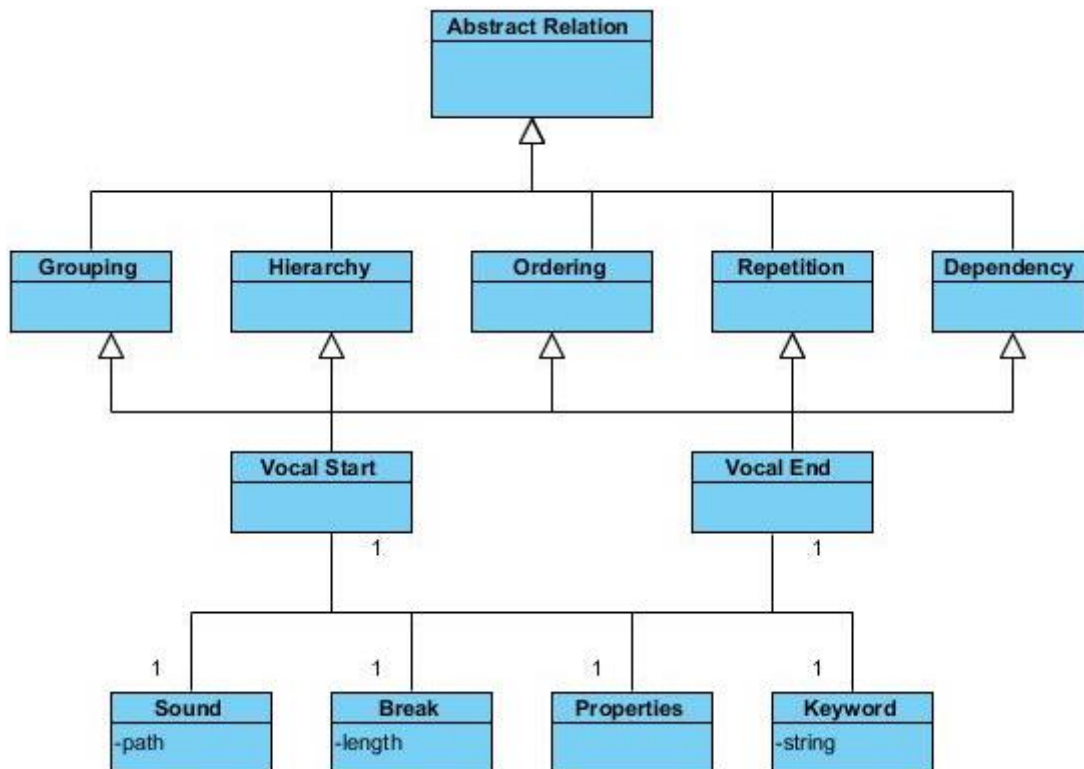 Abstract Relation
Grouping
Hierarchy
Ordering
Repetition
Dependency
Vocal Start
Vocal End
1
1
1
1
1
1
Sound
Break
Properties
Keyword
-path
-length
-string